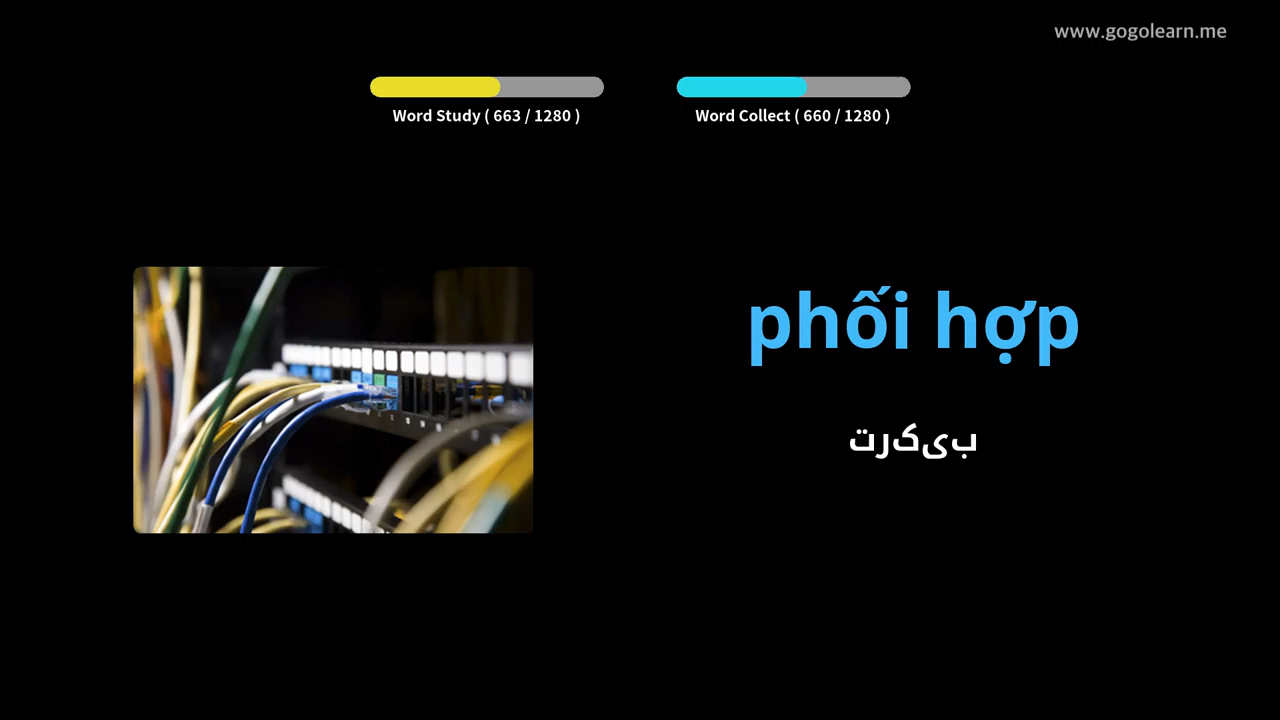 www.gogolearn.me
Word Study ( 663 / 1280 )
Word Collect ( 660 / 1280 )
phối hợp
بیکرت